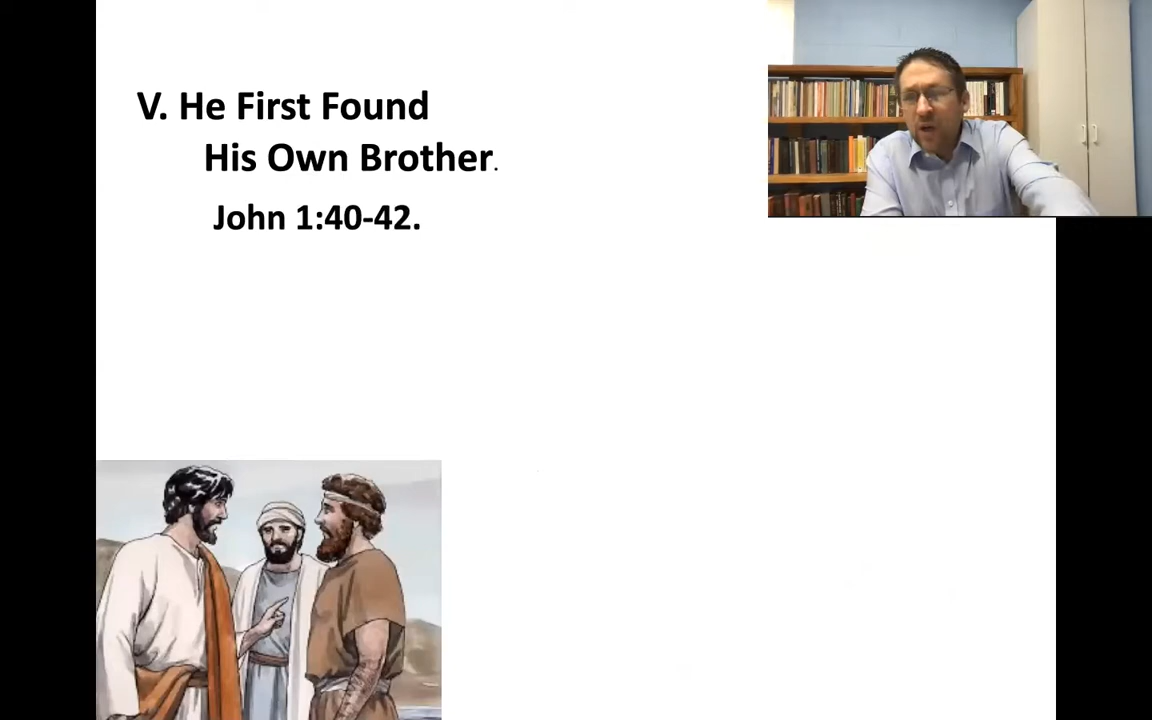 V. He First Found
His Own Brother.
John 1:40-42.